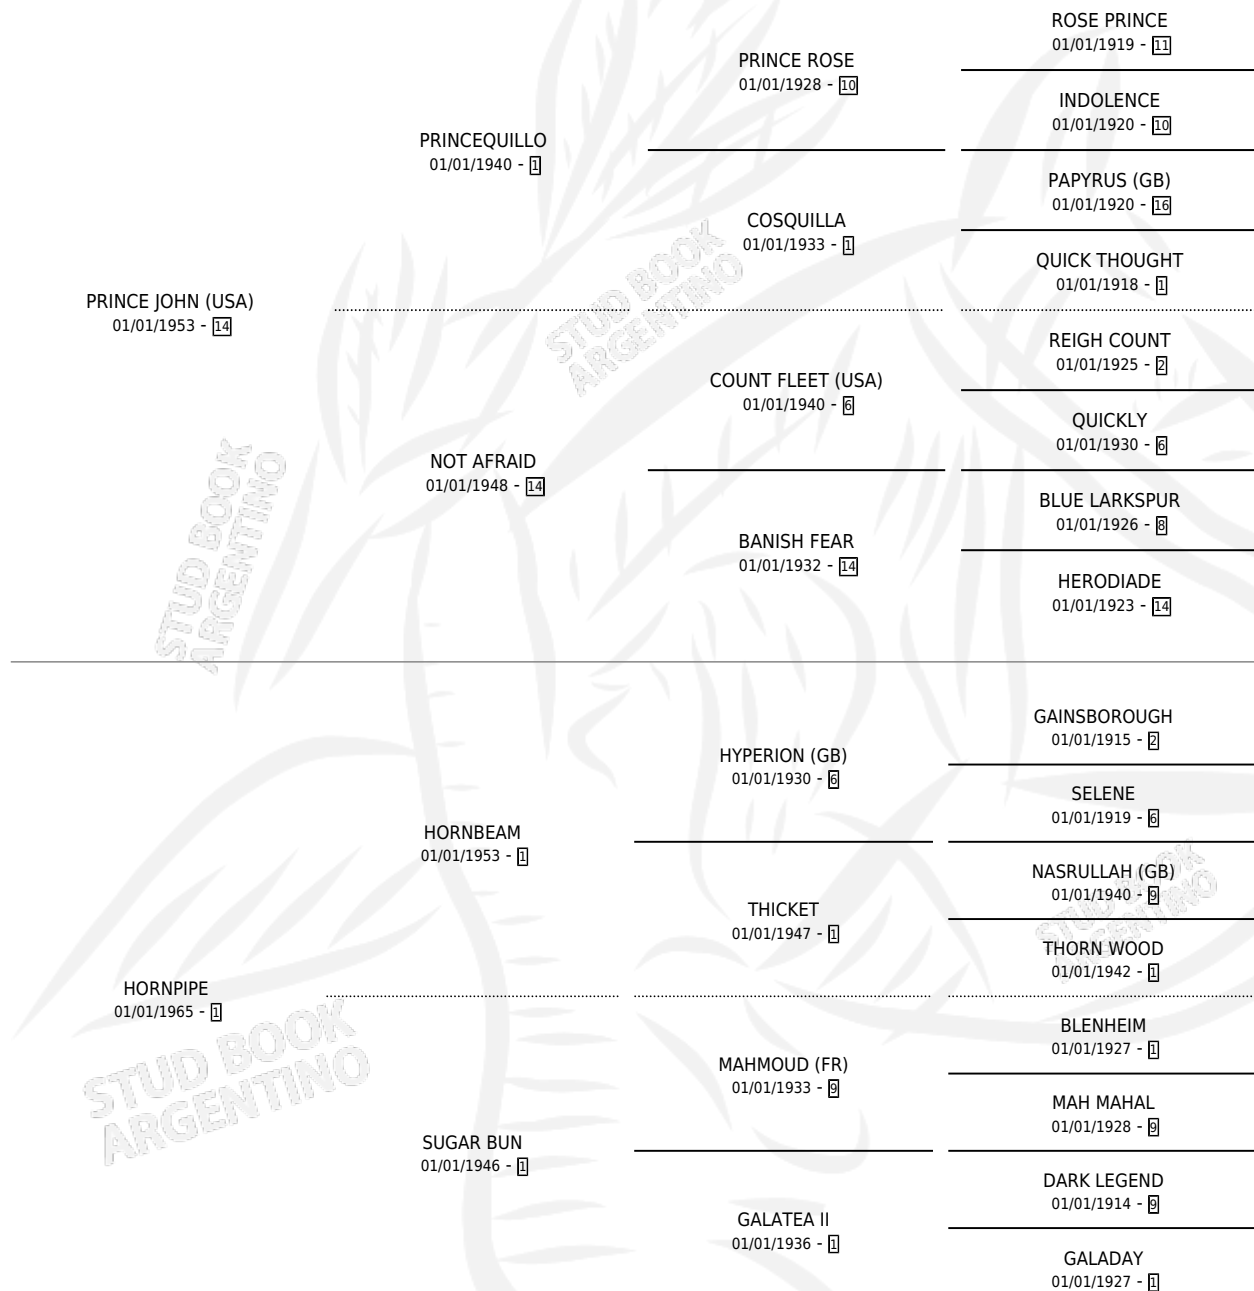 ROSE PRINCE
01/01/1919 - 11
PRINCE ROSE
01/01/1928 - 10
INDOLENCE
01/01/1920 - 10
PRINCEQUILLO
01/01/1940 - 1
PAPYRUS (GB)
01/01/1920 - 16
COSQUILLA
01/01/1933 - 1
QUICK THOUGHT
01/01/1918 - 1
PRINCE JOHN (USA)
01/01/1953 - 14
STUD BOOK
ARGENTINO
REIGH COUNT
01/01/1925 - 2
COUNT FLEET (USA)
01/01/1940 - 6
QUICKLY
01/01/1930 - 6
NOT AFRAID
01/01/1948 - 14
BLUE LARKSPUR
01/01/1926 - 8
BANISH FEAR
01/01/1932 - 14
HERODIADE
01/01/1923 - 14
STUD BOOK
ARGENTINO
GAINSBOROUGH
01/01/1915 - 2
HYPERION (GB)
01/01/1930 - 6
SELENE
01/01/1919 - 6
HORNBEAM
01/01/1953 - 1
NASRULLAH (GB)
01/01/1940 - 9
STUD BOOK
ARGENTINO
THICKET
01/01/1947 - 1
THORN WOOD
01/01/1942 - 1
HORNPIPE
01/01/1965 - 1
STUD BOOK
ARGENTINO
BLENHEIM
01/01/1927 - 1
MAHMOUD (FR)
01/01/1933 - 9
MAH MAHAL
01/01/1928 - 9
SUGAR BUN
01/01/1946 - 1
DARK LEGEND
01/01/1914 - 9
GALATEA II
01/01/1936 - 1
GALADAY
01/01/1927 - 1